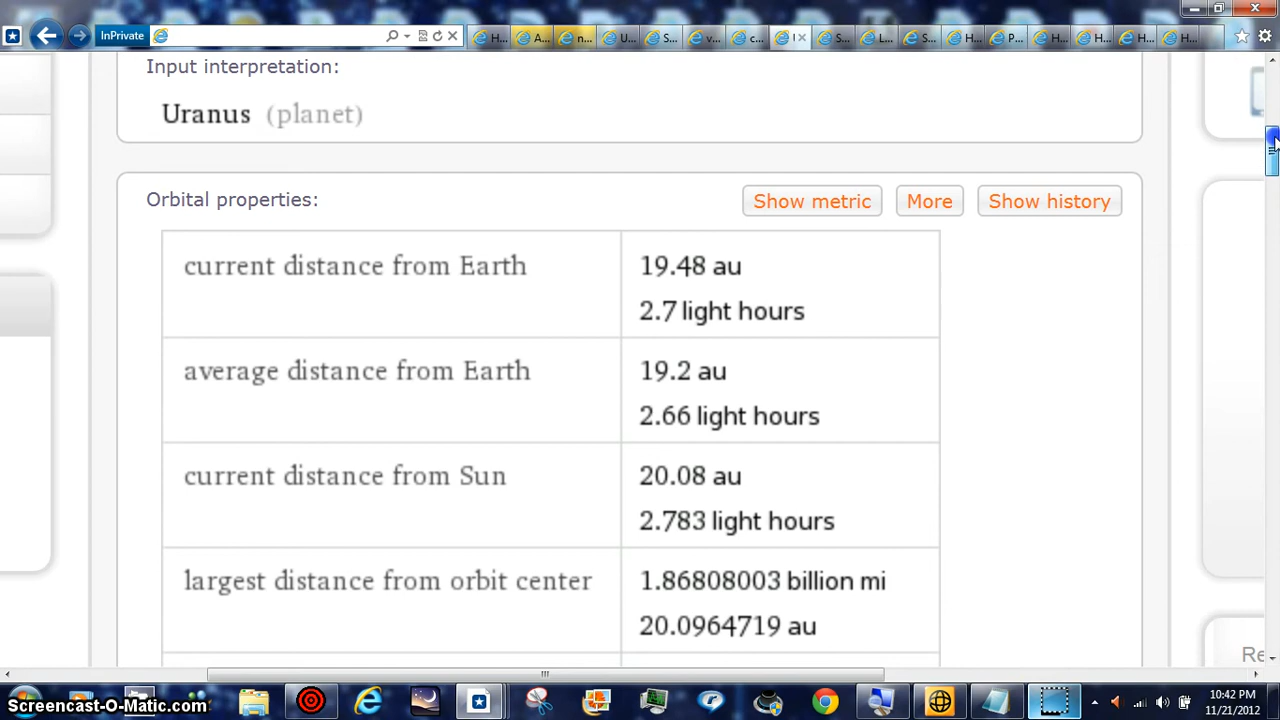 InPrivate
H... A... n... U... S... v... c... S... L... S... H... P... H... H... H... H...
Input interpretation:
Uranus (planet)
Orbital properties:
Show metric
More
Show history
current distance from Earth
19.48 au
2.7 light hours
average distance from Earth
19.2 au
2.66 light hours
current distance from Sun
20.08 au
2.783 light hours
largest distance from orbit center
1.86808003 billion mi
20.0964719 au
Re
Screencast-O-Matic.com
10:42 PM
11/21/2012